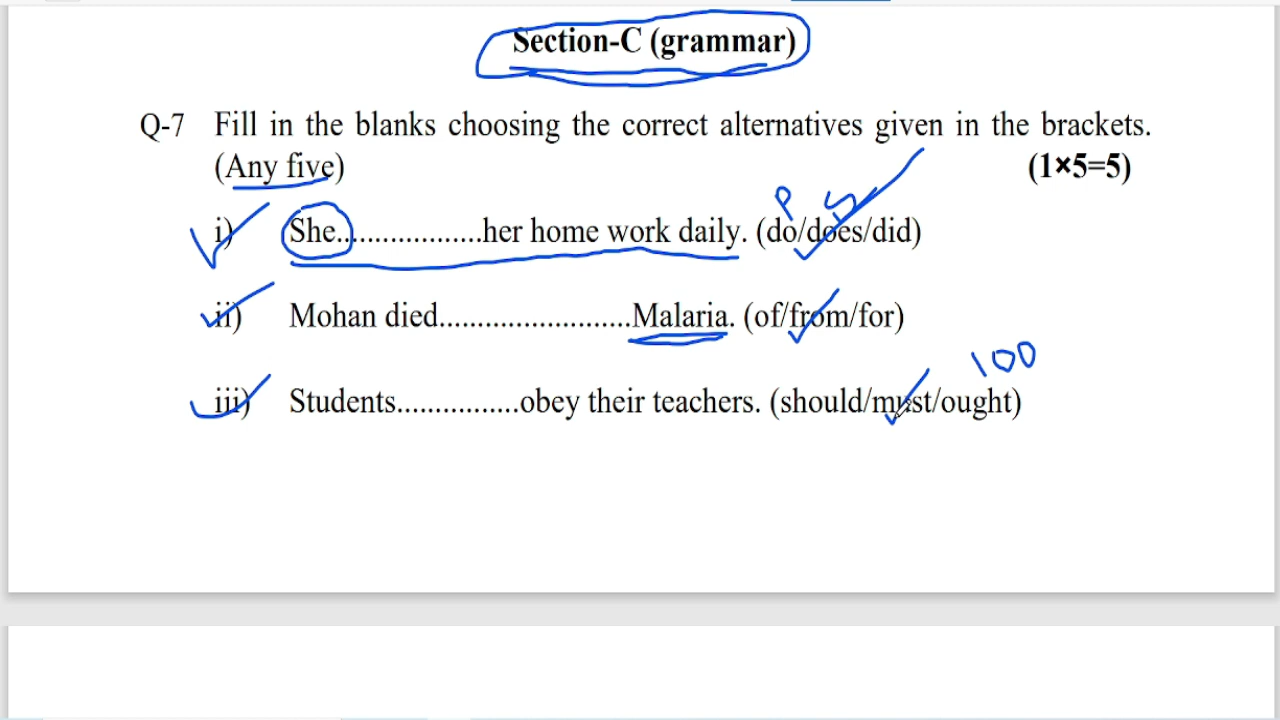 Section-C (grammar)
Q-7 Fill in the blanks choosing the correct alternatives given in the brackets.
(Any five) (1×5=5)
P S
i) She...................her home work daily. (do/does/did)
ii) Mohan died.........................Malaria. (of/from/for)
100
iii) Students................obey their teachers. (should/must/ought)